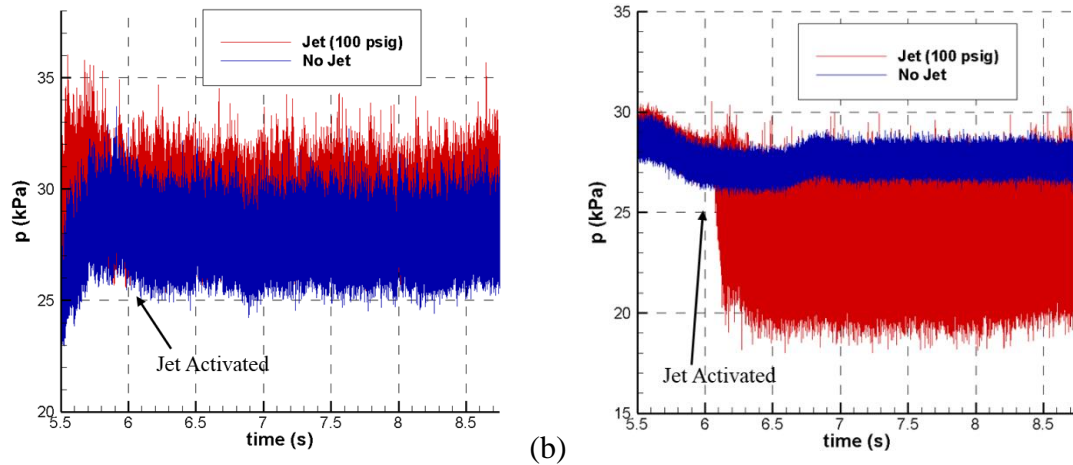 Jet (100 psig)
No Jet
35
30
25
20
p (kPa)
Jet Activated
5.5 6 6.5 7 7.5 8 8.5
time (s)
(b)
Jet (100 psig)
No Jet
35
30
25
20
15
p (kPa)
Jet Activated
5.5 6 6.5 7 7.5 8 8.5
time (s)